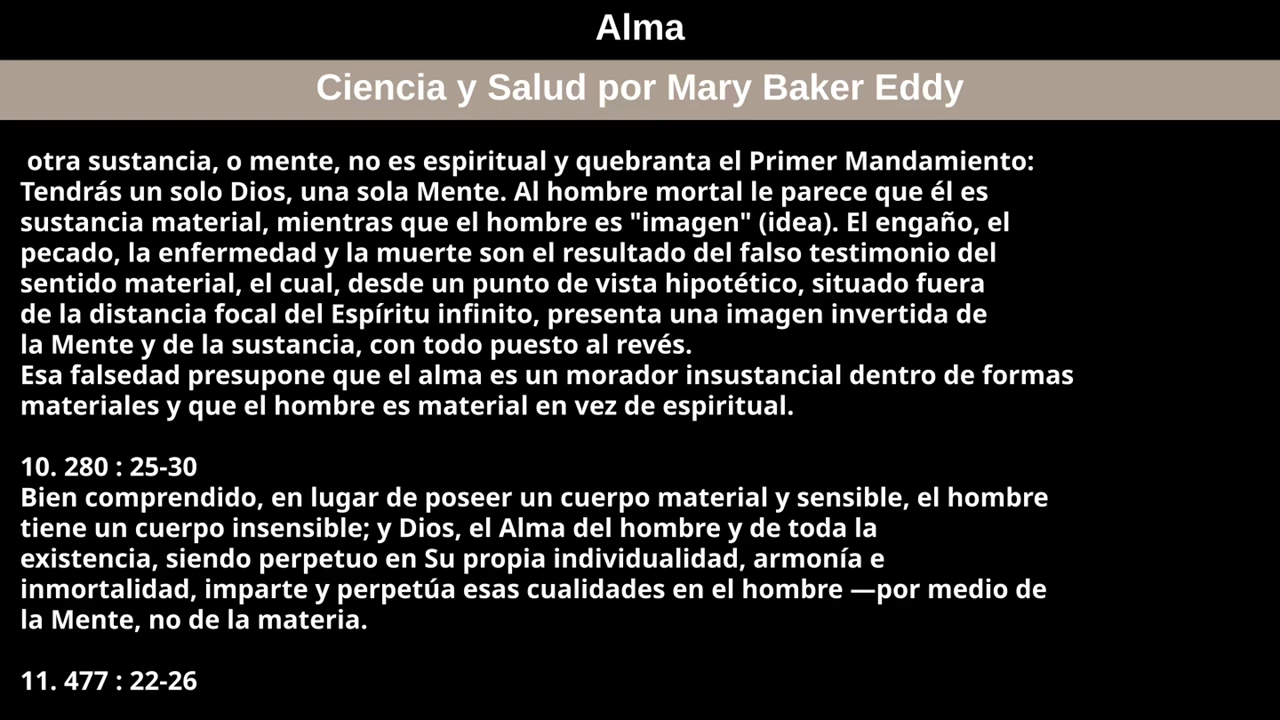 Alma
Ciencia y Salud por Mary Baker Eddy
otra sustancia, o mente, no es espiritual y quebranta el Primer Mandamiento:
Tendrás un solo Dios, una sola Mente. Al hombre mortal le parece que él es
sustancia material, mientras que el hombre es "imagen" (idea). El engaño, el
pecado, la enfermedad y la muerte son el resultado del falso testimonio del
sentido material, el cual, desde un punto de vista hipotético, situado fuera
de la distancia focal del Espíritu infinito, presenta una imagen invertida de
la Mente y de la sustancia, con todo puesto al revés.
Esa falsedad presupone que el alma es un morador insustancial dentro de formas
materiales y que el hombre es material en vez de espiritual.
10. 280 : 25-30
Bien comprendido, en lugar de poseer un cuerpo material y sensible, el hombre
tiene un cuerpo insensible; y Dios, el Alma del hombre y de toda la
existencia, siendo perpetuo en Su propia individualidad, armonía e
inmortalidad, imparte y perpetúa esas cualidades en el hombre —por medio de
la Mente, no de la materia.
11. 477 : 22-26